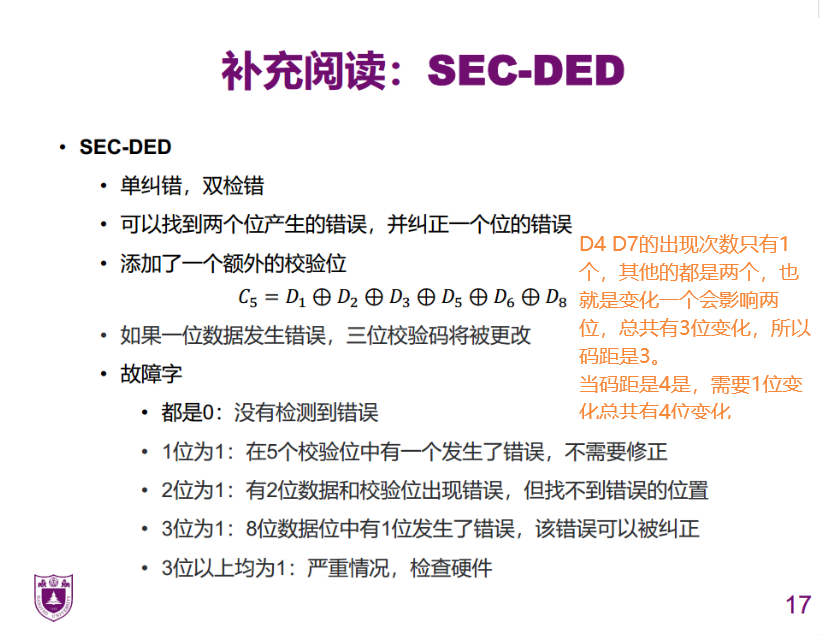 补充阅读：SEC-DED
• SEC-DED
• 单纠错，双检错
• 可以找到两个位产生的错误，并纠正一个位的错误
• 添加了一个额外的校验位
C₅ = D₁ ⊕ D₂ ⊕ D₃ ⊕ D₅ ⊕ D₆ ⊕ D₈
• 如果一位数据发生错误，三位校验码将被更改
• 故障字
• 都是0：没有检测到错误
• 1位为1：在5个校验位中有一个发生了错误，不需要修正
• 2位为1：有2位数据和校验位出现错误，但找不到错误的位置
• 3位为1：8位数据位中有1位发生了错误，该错误可以被纠正
• 3位以上均为1：严重情况，检查硬件
D4 D7的出现次数只有1
个，其他的都是两个，也
就是变化一个会影响两
位，总共有3位变化，所以
码距是3。
当码距是4是，需要1位变
化总共有4位变化
17